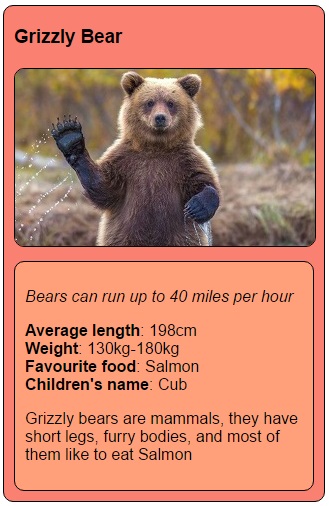 Grizzly Bear
Bears can run up to 40 miles per hour
Average length: 198cm
Weight: 130kg-180kg
Favourite food: Salmon
Children's name: Cub
Grizzly bears are mammals, they have
short legs, furry bodies, and most of
them like to eat Salmon